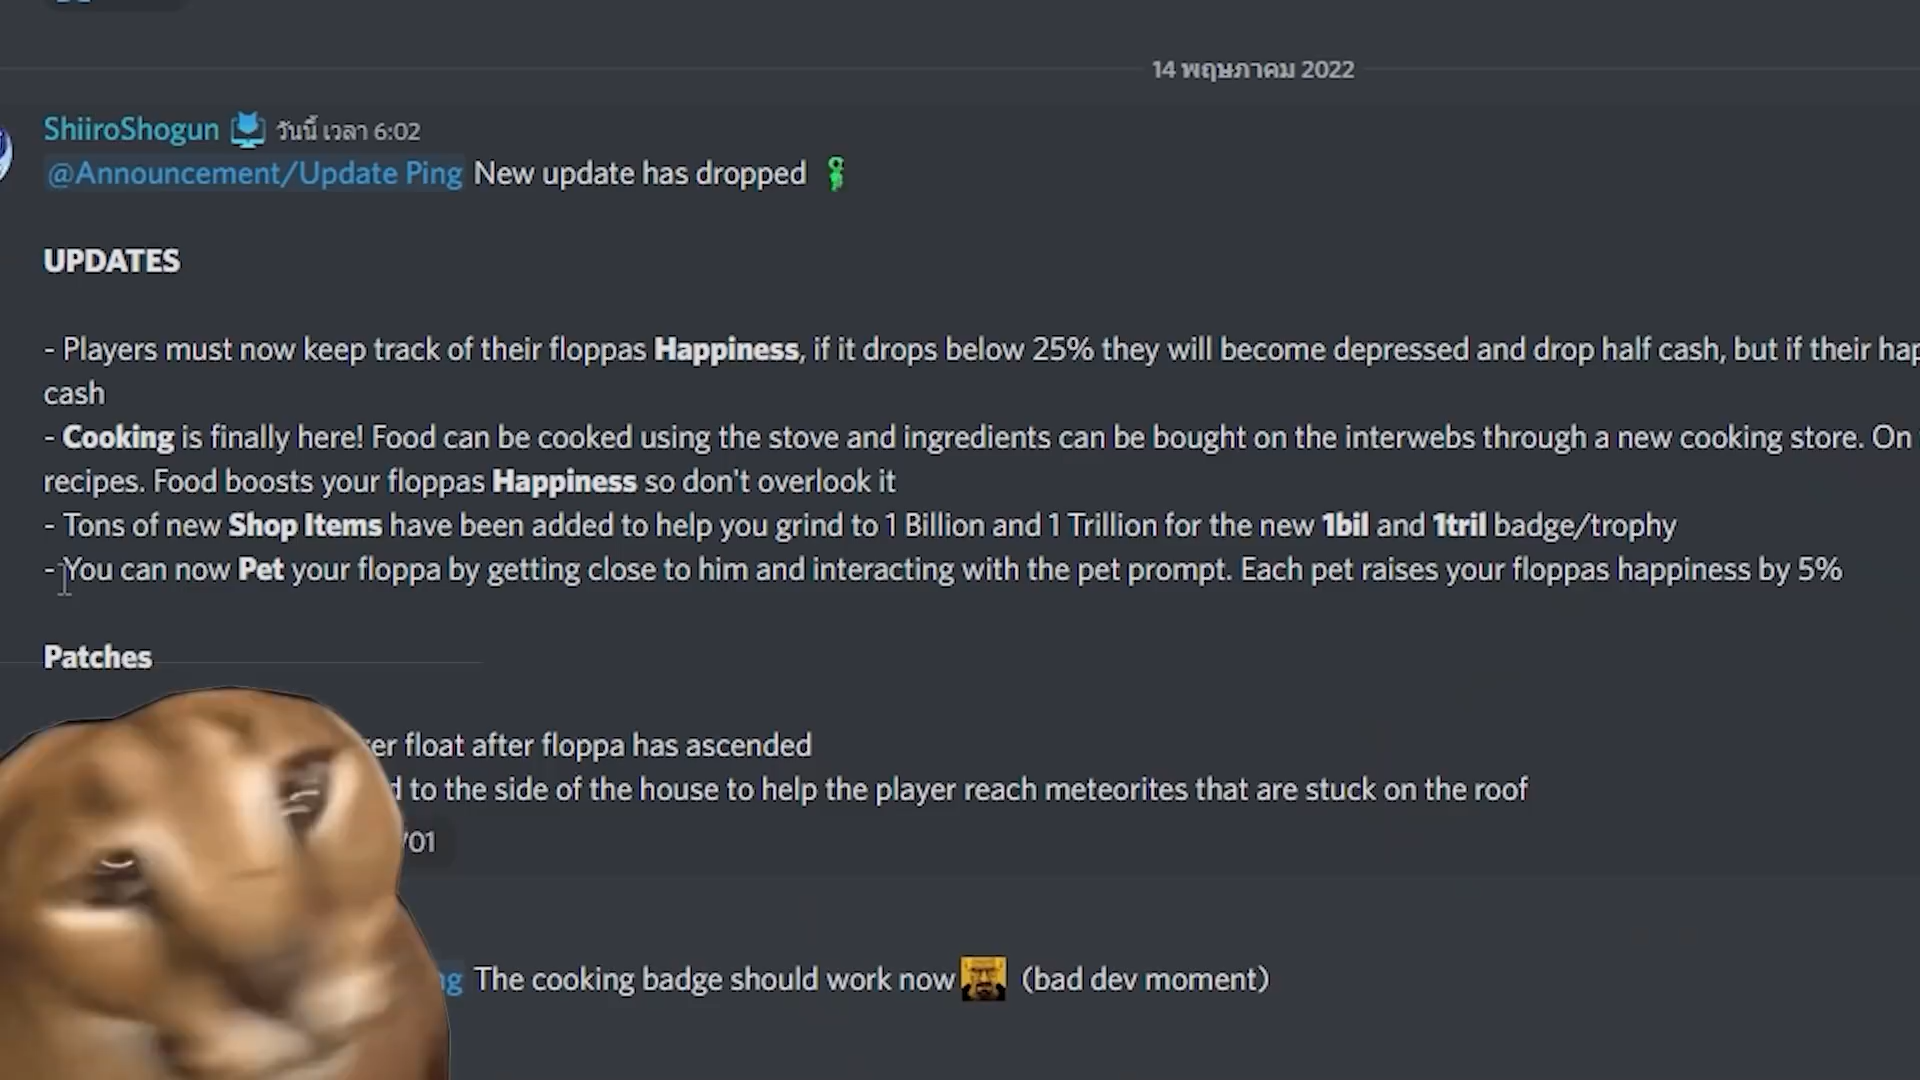 14 พฤษภาคม 2022
ShiiroShogun วันนี้ เวลา 6:02
@Announcement/Update Ping New update has dropped
UPDATES
- Players must now keep track of their floppas Happiness, if it drops below 25% they will become depressed and drop half cash, but if their
cash
- Cooking is finally here! Food can be cooked using the stove and ingredients can be bought on the interwebs through a new cooking store. On
recipes. Food boosts your floppas Happiness so don't overlook it
- Tons of new Shop Items have been added to help you grind to 1 Billion and 1 Trillion for the new 1bil and 1tril badge/trophy
- You can now Pet your floppa by getting close to him and interacting with the pet prompt. Each pet raises your floppas happiness by 5%
Patches
float after floppa has ascended
to the side of the house to help the player reach meteorites that are stuck on the roof
/01
The cooking badge should work now (bad dev moment)